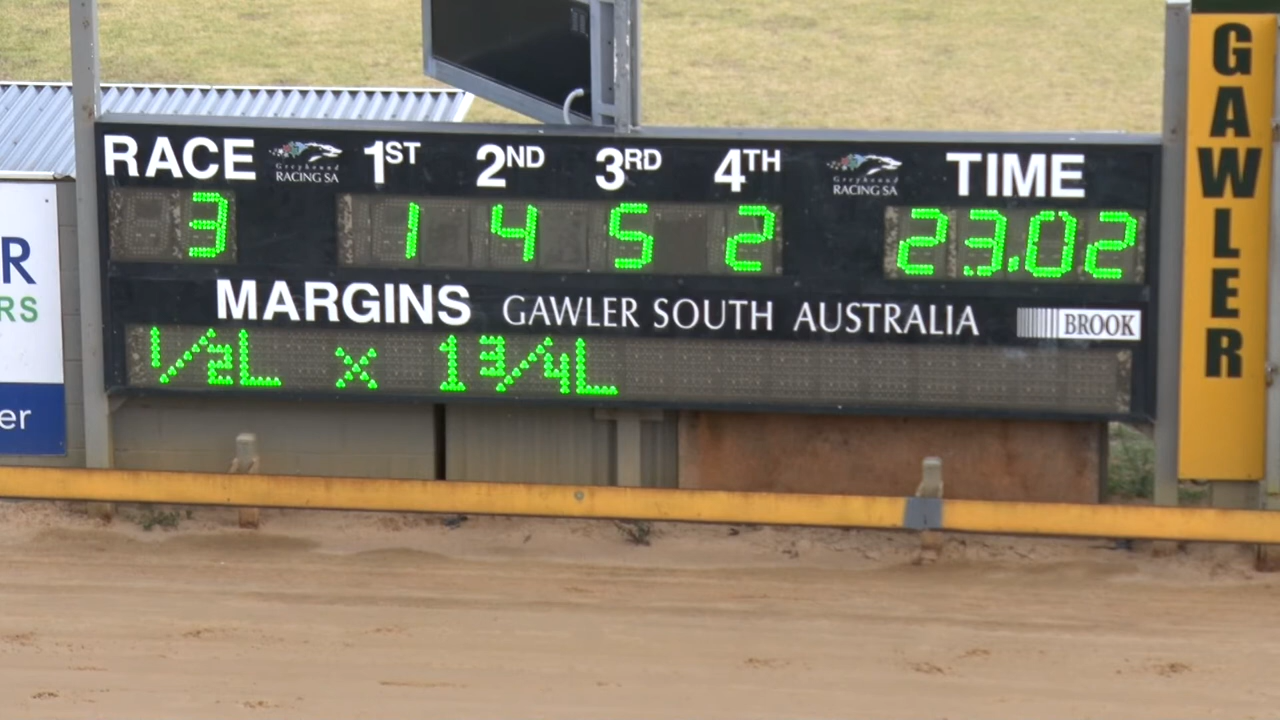 RACE Greyhound RACING SA 1ST 2ND 3RD 4TH Greyhound RACING SA TIME
3 1 4 5 2 23.02
MARGINS GAWLER SOUTH AUSTRALIA BROOK
1/2L x 1 3/4L
GAWLER
R
RS
er